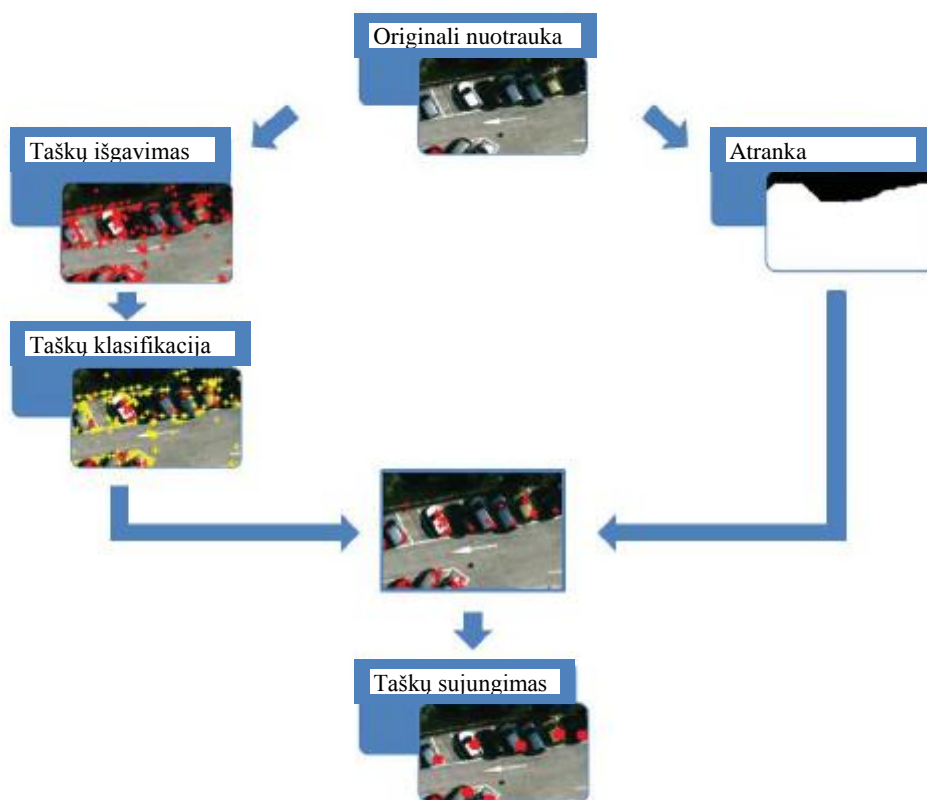 Originali nuotrauka
Taškų išgavimas
Atranka
Taškų klasifikacija
Taškų sujungimas